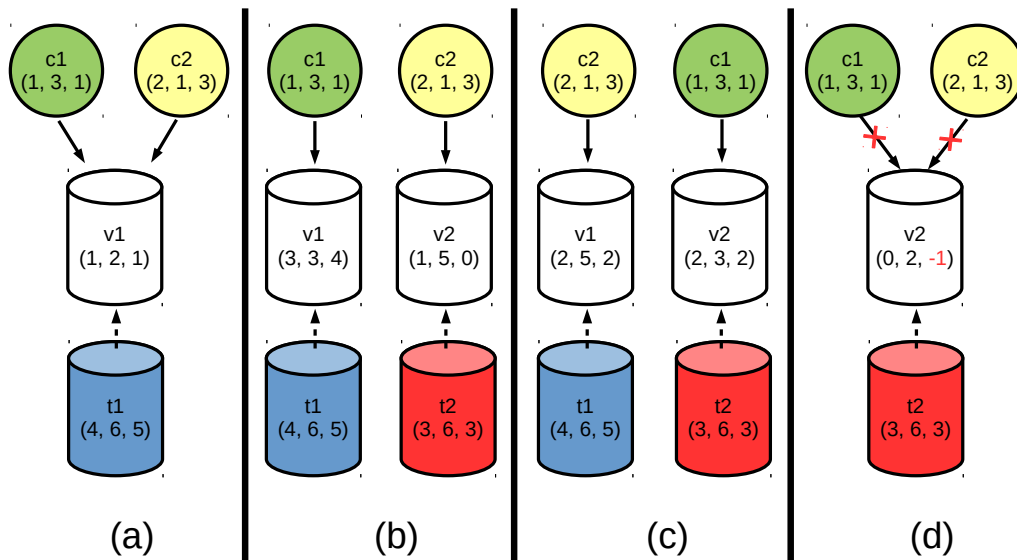 c1
(1, 3, 1)
c2
(2, 1, 3)
v1
(1, 2, 1)
t1
(4, 6, 5)
(a)
c1
(1, 3, 1)
c2
(2, 1, 3)
v1
(3, 3, 4)
v2
(1, 5, 0)
t1
(4, 6, 5)
t2
(3, 6, 3)
(b)
c2
(2, 1, 3)
c1
(1, 3, 1)
v1
(2, 5, 2)
v2
(2, 3, 2)
t1
(4, 6, 5)
t2
(3, 6, 3)
(c)
c1
(1, 3, 1)
c2
(2, 1, 3)
v2
(0, 2, -1)
t2
(3, 6, 3)
(d)